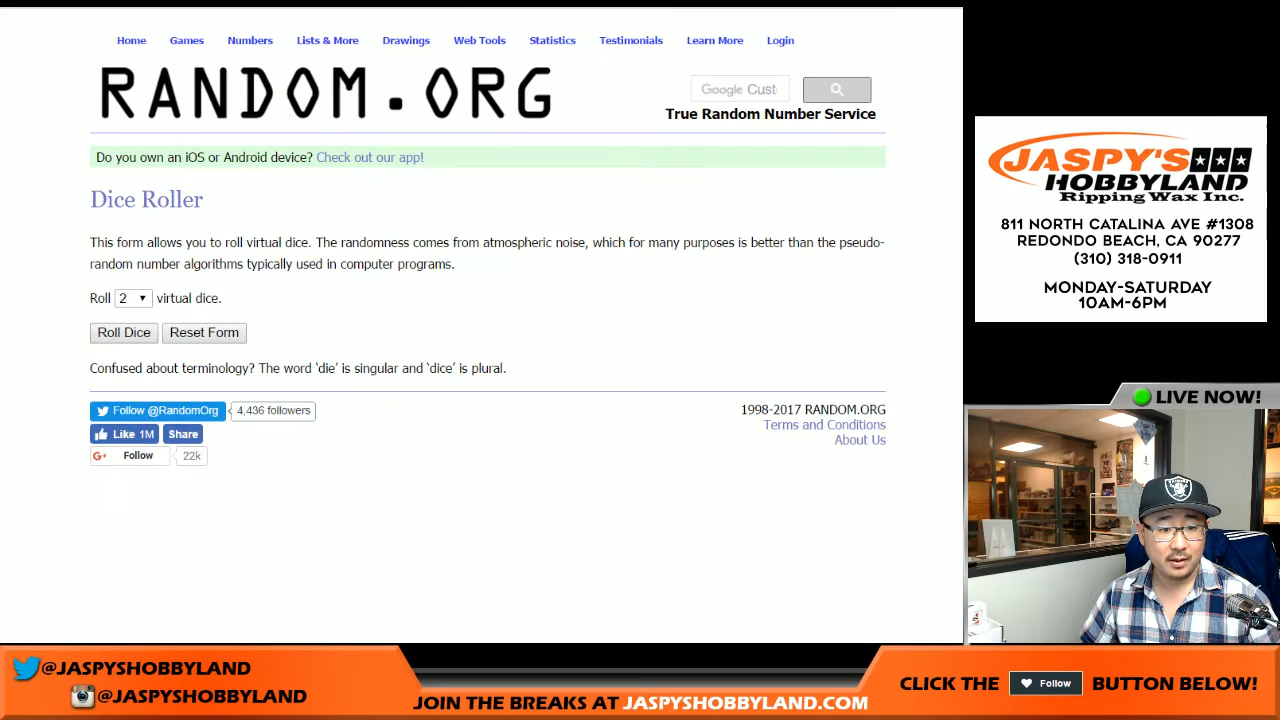 Home Games Numbers Lists & More Drawings Web Tools Statistics Testimonials Learn More Login
RANDOM.ORG
Google Cust
True Random Number Service
Do you own an iOS or Android device? Check out our app!
Dice Roller
This form allows you to roll virtual dice. The randomness comes from atmospheric noise, which for many purposes is better than the pseudo-
random number algorithms typically used in computer programs.
Roll 2 virtual dice.
Roll Dice Reset Form
Confused about terminology? The word ‘die’ is singular and ‘dice’ is plural.
Follow @RandomOrg 4,436 followers
Like 1M Share
G+ Follow 22k
1998-2017 RANDOM.ORG
Terms and Conditions
About Us
JASPY'S
HOBBYLAND
Ripping Wax Inc.
811 NORTH CATALINA AVE #1308
REDONDO BEACH, CA 90277
(310) 318-0911
MONDAY-SATURDAY
10AM-6PM
LIVE NOW!
@JASPYSHOBBYLAND
@JASPYSHOBBYLAND
JOIN THE BREAKS AT JASPYSHOBBYLAND.COM
CLICK THE Follow BUTTON BELOW!